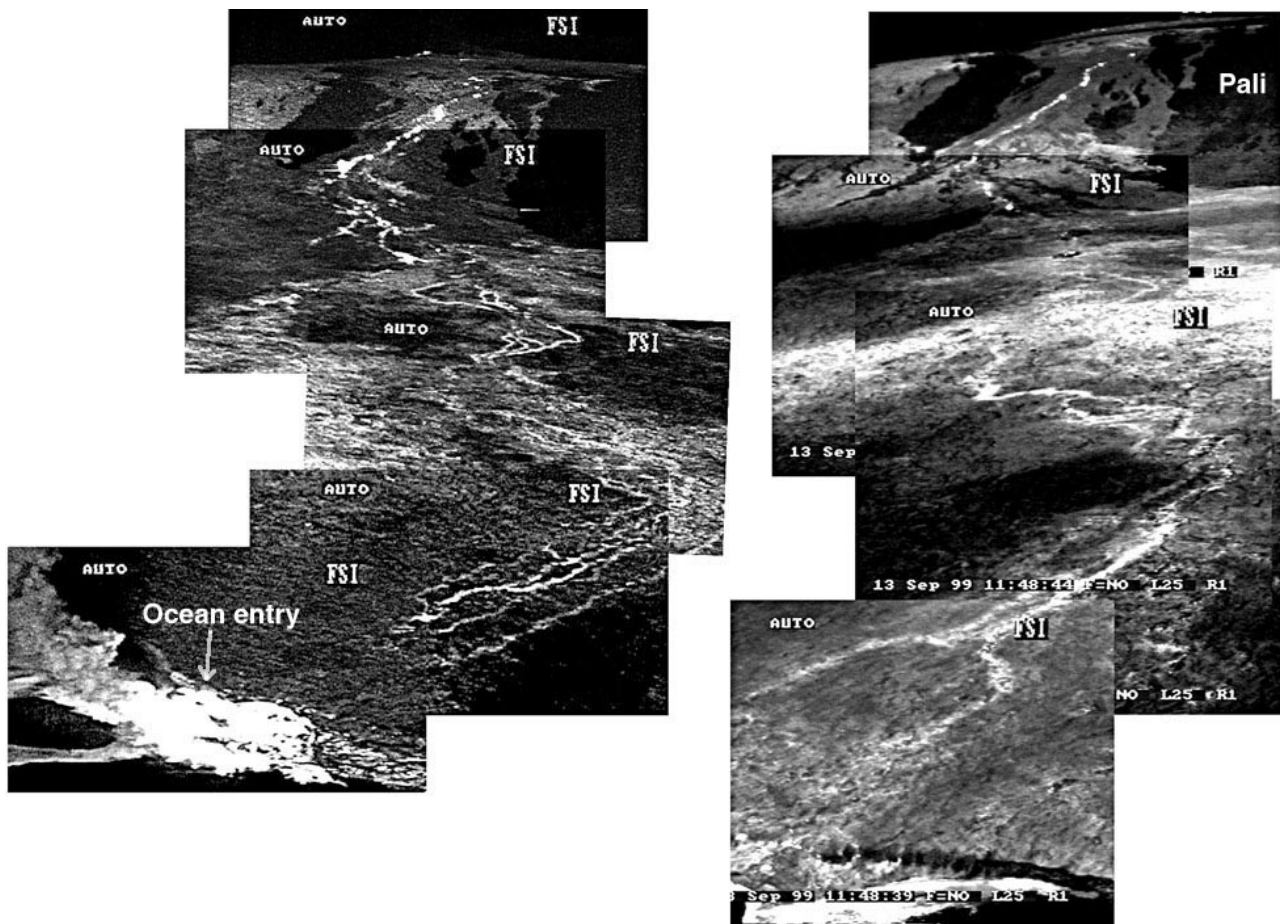 AUTO FSI
AUTO FSI
AUTO FSI
AUTO FSI
AUTO FSI
Ocean entry
Pali
AUTO FSI
R1
AUTO FSI
13 Sep
13 Sep 99 11:48:44 F=NO L25 R1
AUTO FSI
NO L25 R1
Sep 99 11:48:39 F=NO L25 R1